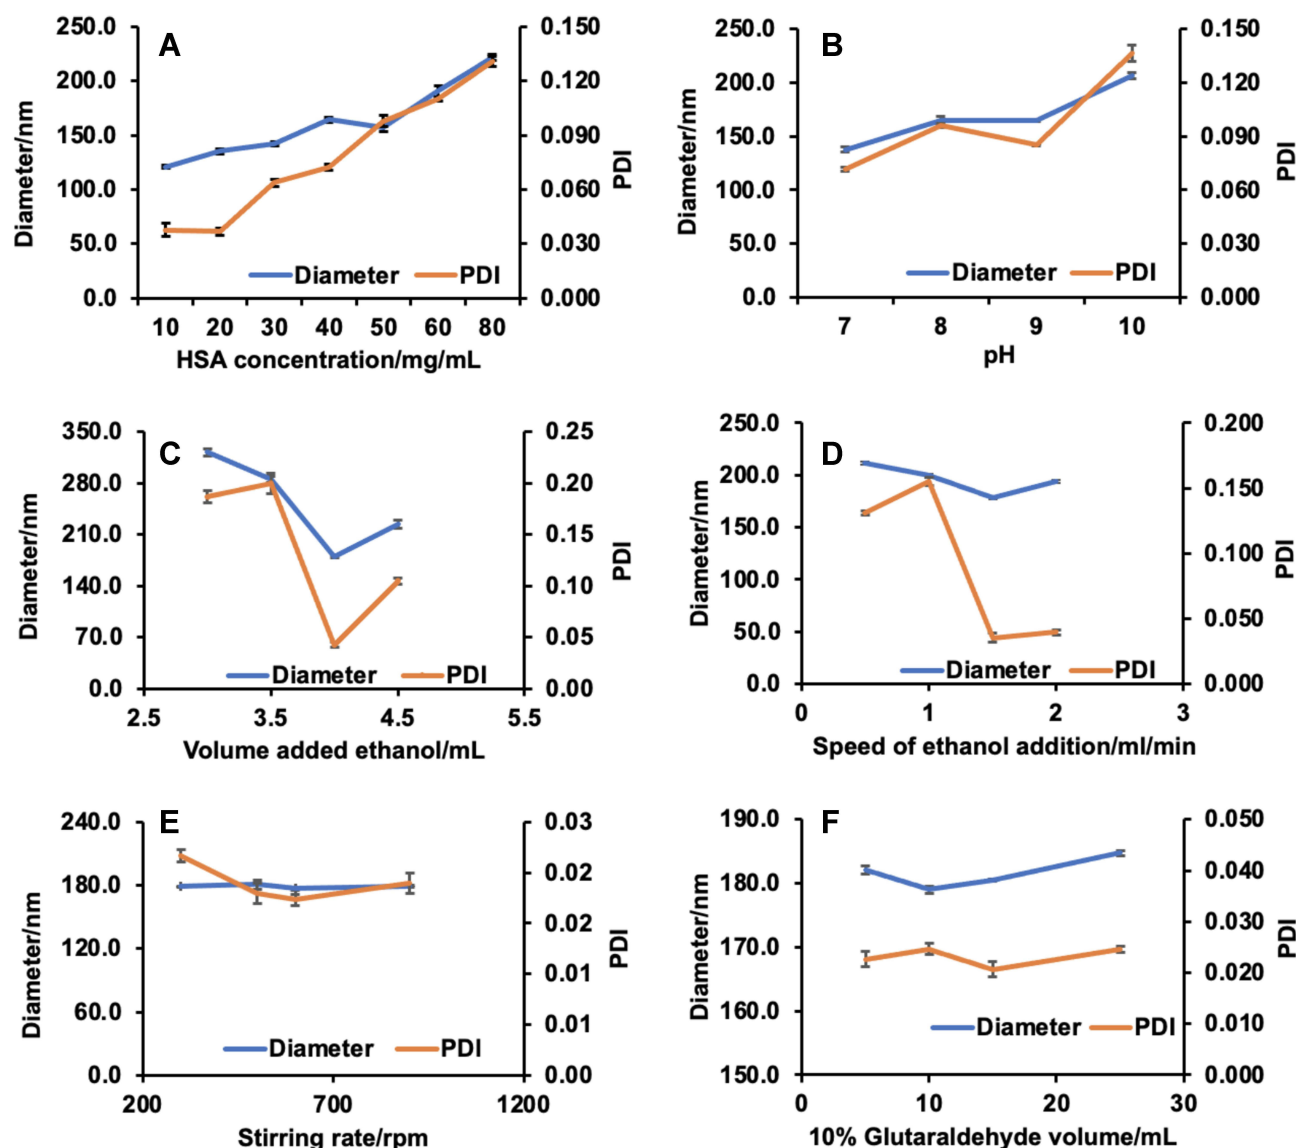 A
250.0
200.0
150.0
100.0
50.0
0.0
Diameter/nm
0.150
0.120
0.090
0.060
0.030
0.000
PDI
Diameter PDI
10 20 30 40 50 60 80
HSA concentration/mg/mL
B
250.0
200.0
150.0
100.0
50.0
0.0
Diameter/nm
0.150
0.120
0.090
0.060
0.030
0.000
PDI
Diameter PDI
7 8 9 10
pH
C
350.0
280.0
210.0
140.0
70.0
0.0
Diameter/nm
0.25
0.20
0.15
0.10
0.05
0.00
PDI
Diameter PDI
2.5 3.5 4.5 5.5
Volume added ethanol/mL
D
250.0
200.0
150.0
100.0
50.0
0.0
Diameter/nm
0.200
0.150
0.100
0.050
0.000
PDI
Diameter PDI
0 1 2 3
Speed of ethanol addition/ml/min
E
240.0
180.0
120.0
60.0
0.0
Diameter/nm
0.03
0.02
0.02
0.01
0.01
0.00
PDI
Diameter PDI
200 700 1200
Stirring rate/rpm
F
190.0
180.0
170.0
160.0
150.0
Diameter/nm
0.050
0.040
0.030
0.020
0.010
0.000
PDI
Diameter PDI
0 10 20 30
10% Glutaraldehyde volume/mL